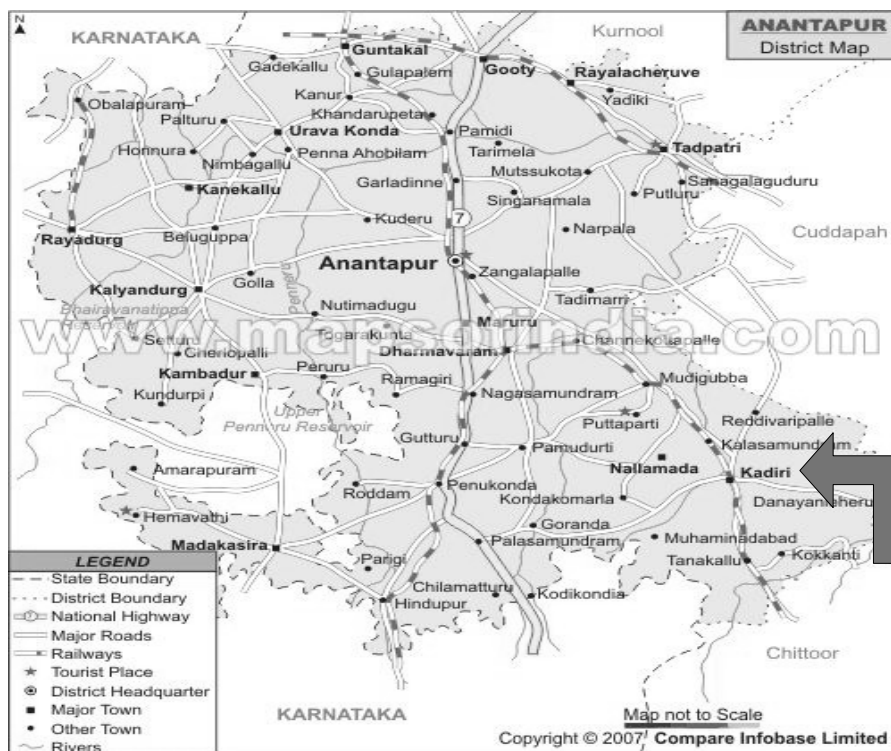 N
KARNATAKA
Kurnool
ANANTAPUR
District Map
Guntakal
Gadekallu
Gulapalem
Gooty
Rayalacheruve
Kanur
Yadiki
Obalapuram
Khandarupeta
Palturu
Urava Konda
Pamidi
Tadpatri
Honnura
Penna Ahobilam
Tarimela
Nimbagallu
Garladinne
Mutssukota
Sanagalaguduru
Kanekallu
Singanamala
Putluru
7
Kuderu
Rayadurg
Beluguppa
Narpala
Cuddapah
Anantapur
Golla
Zangalapalle
Kalyandurg
Penneru
Tadimarri
Bhairavanatippa
Reservoir
Nutimadugu
www.mapsofindia.com
Togarakunta
Maruru
Setturu
Channekottapalle
Cheriopalli
Dharmavaram
Kambadur
Peruru
Ramagiri
Mudigubba
Kundurpi
Nagasamundram
Upper
Penneru Reservoir
Puttaparti
Reddivaripalle
Gutturu
Pamudurti
Kalasamundram
Amarapuram
Nallamada
Kadiri
Roddam
Penukonda
Kondakomarla
Hemavathi
Goranda
Madakasira
Palasamundram
Muhaminadabad
Parigi
Tanakallu
Kokkanti
Chilamatturu
Hindupur
Kodikondia
LEGEND
State Boundary
District Boundary
7 National Highway
Major Roads
Railways
Tourist Place
District Headquarter
Major Town
Other Town
Rivers
Chittoor
KARNATAKA
Map not to Scale
Copyright © 2007 Compare Infobase Limited